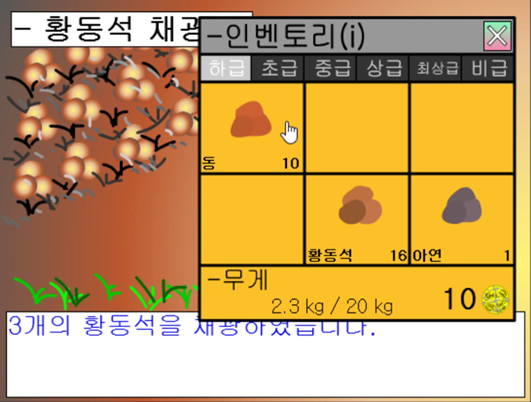 - 황동석 채광
-인벤토리(i)
하급 초급 중급 상급 최상급 비급
동 10
황동석 16 아연 1
-무게
2.3 kg / 20 kg
10
3개의 황동석을 채광하였습니다.